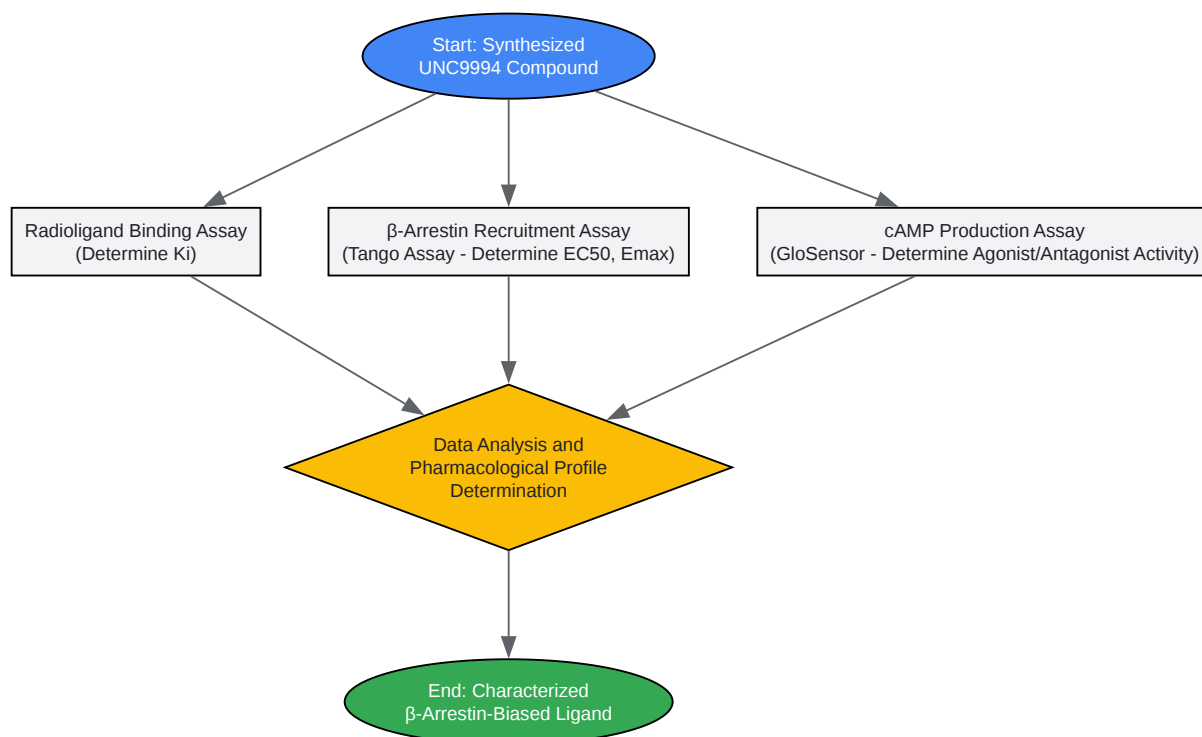 Start: Synthesized
UNC9994 Compound
Radioligand Binding Assay
(Determine Ki)
β-Arrestin Recruitment Assay
(Tango Assay - Determine EC50, Emax)
cAMP Production Assay
(GloSensor - Determine Agonist/Antagonist Activity)
Data Analysis and
Pharmacological Profile
Determination
End: Characterized
β-Arrestin-Biased Ligand